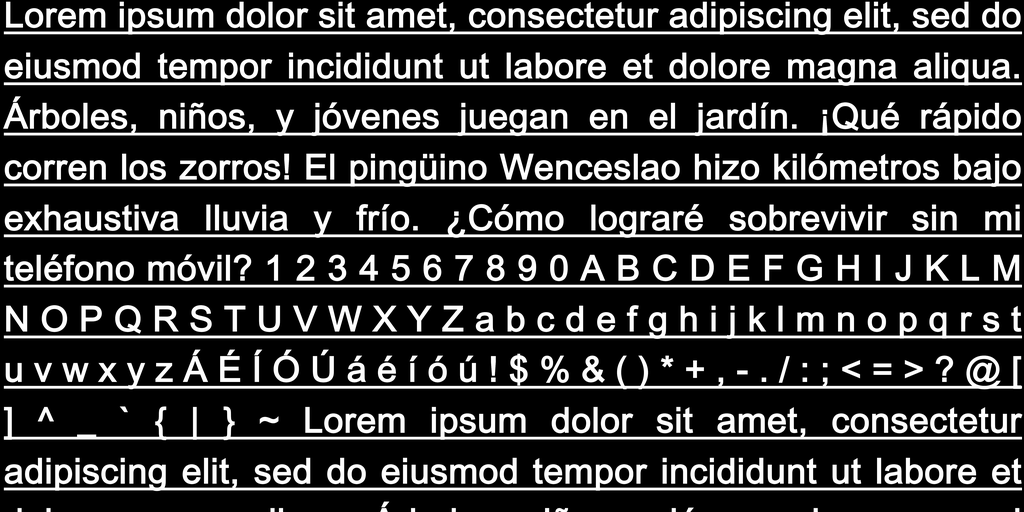 Lorem ipsum dolor sit amet, consectetur adipiscing elit, sed do
eiusmod tempor incididunt ut labore et dolore magna aliqua.
Árboles, niños, y jóvenes juegan en el jardín. ¡Qué rápido
corren los zorros! El pingüino Wenceslao hizo kilómetros bajo
exhaustiva lluvia y frío. ¿Cómo lograré sobrevivir sin mi
teléfono móvil? 1 2 3 4 5 6 7 8 9 0 A B C D E F G H I J K L M
N O P Q R S T U V W X Y Z a b c d e f g h i j k l m n o p q r s t
u v w x y z Á É Í Ó Ú á é í ó ú ! $ % & ( ) * + , - . / : ; < = > ? @ [
] ^ _ ` { | } ~ Lorem ipsum dolor sit amet, consectetur
adipiscing elit, sed do eiusmod tempor incididunt ut labore et